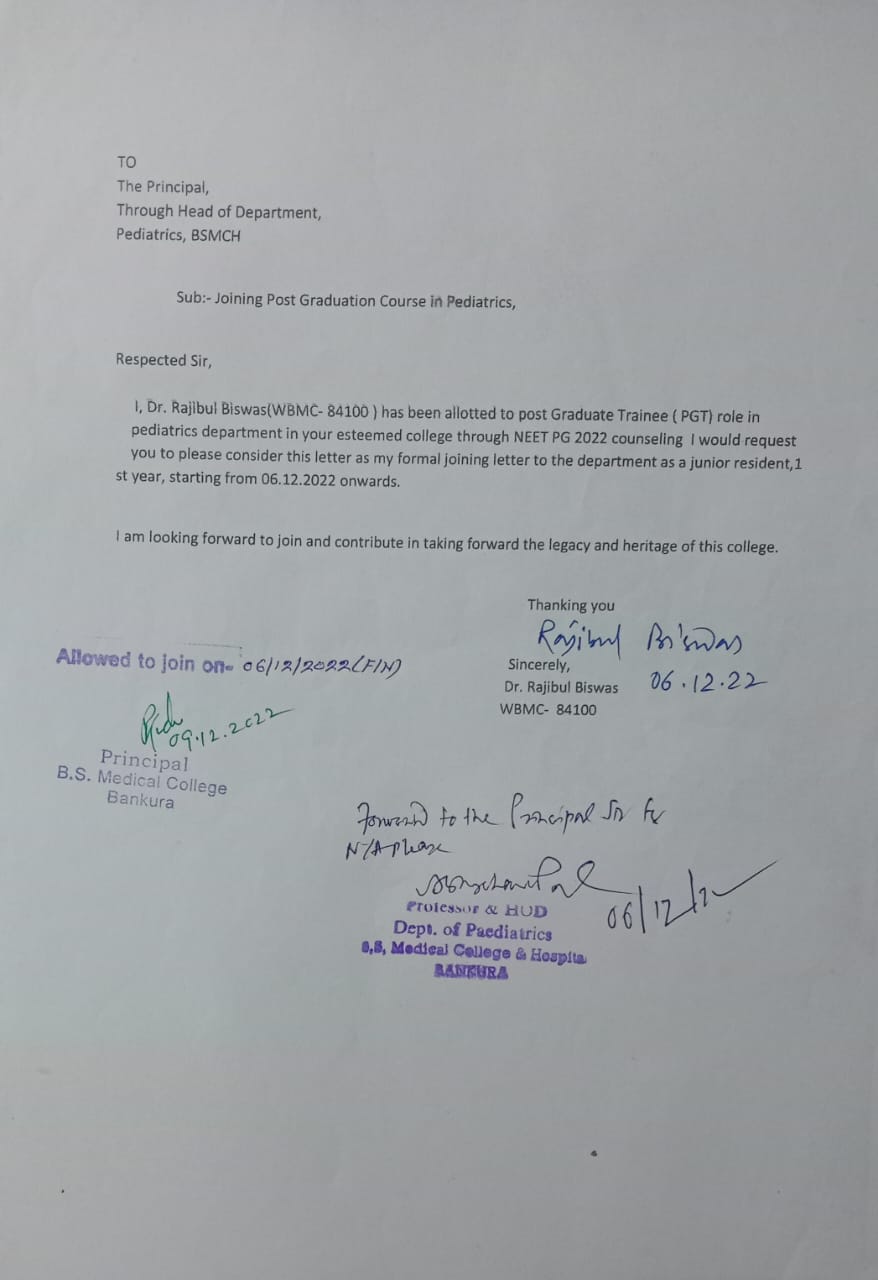 TO
The Principal,
Through Head of Department,
Pediatrics, BSMCH
Sub:- Joining Post Graduation Course in Pediatrics,
Respected Sir,
I, Dr. Rajibul Biswas(WBMC- 84100 ) has been allotted to post Graduate Trainee ( PGT) role in
pediatrics department in your esteemed college through NEET PG 2022 counseling I would request
you to please consider this letter as my formal joining letter to the department as a junior resident,1
st year, starting from 06.12.2022 onwards.
I am looking forward to join and contribute in taking forward the legacy and heritage of this college.
Thanking you
Rajibul Biswas
Sincerely,
Dr. Rajibul Biswas
06.12.22
WBMC- 84100
Allowed to join on- 06/12/2022(F/N)
09.12.2022
Principal
B.S. Medical College
Bankura
Forward to the Principal Sir for
N/A please
06/12/22
Professor & HOD
Dept. of Paediatrics
B.S. Medical College & Hospita
BANKURA